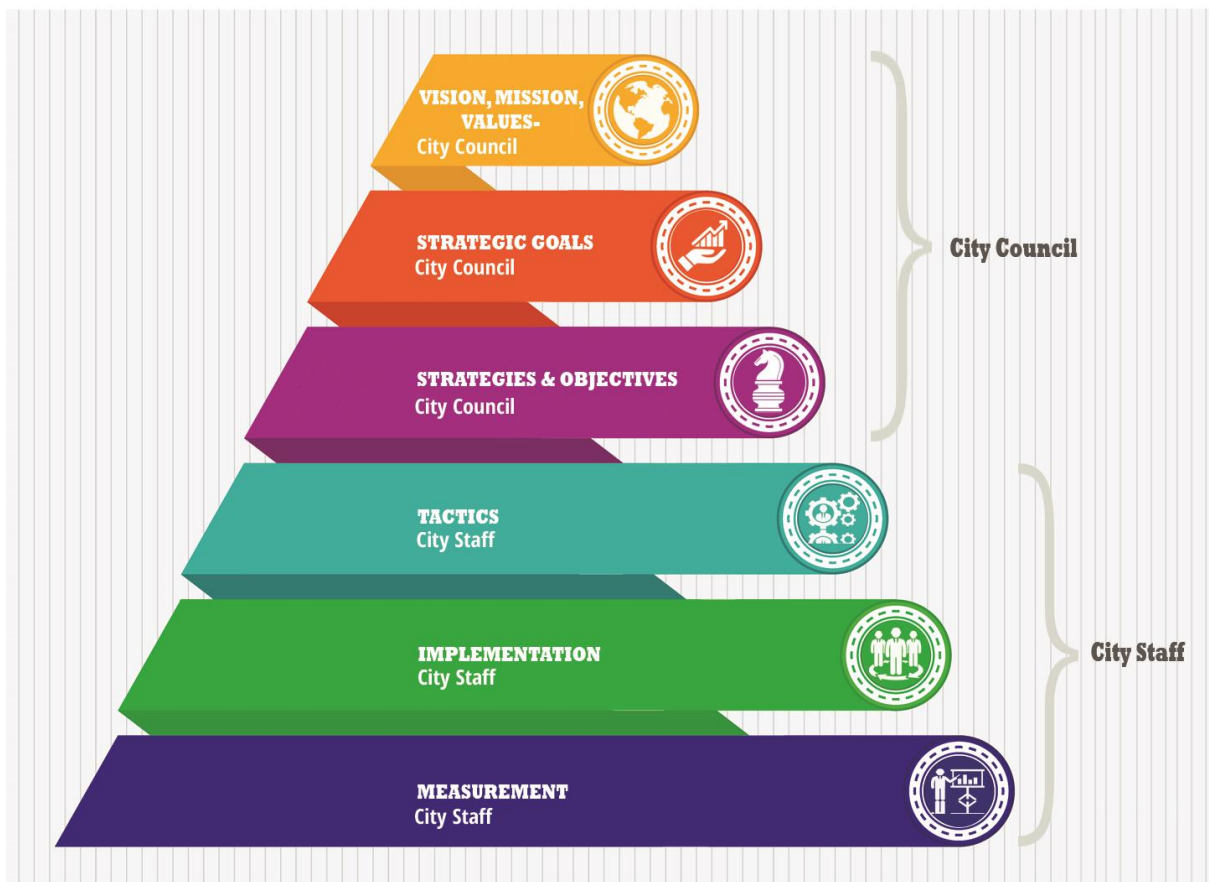 VISION, MISSION,
VALUES-
City Council
STRATEGIC GOALS
City Council
City Council
STRATEGIES & OBJECTIVES
City Council
TACTICS
City Staff
IMPLEMENTATION
City Staff
City Staff
MEASUREMENT
City Staff